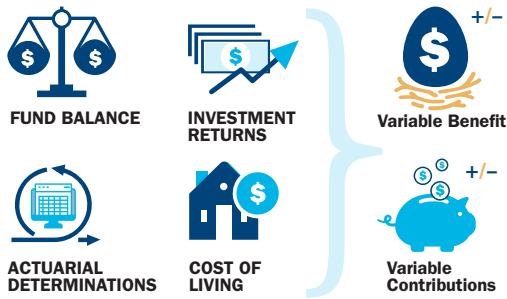 $ $
FUND BALANCE
$
INVESTMENT
RETURNS
ACTUARIAL
DETERMINATIONS
$
COST OF
LIVING
$
+/–
Variable Benefit
$ $ $
+/–
Variable
Contributions